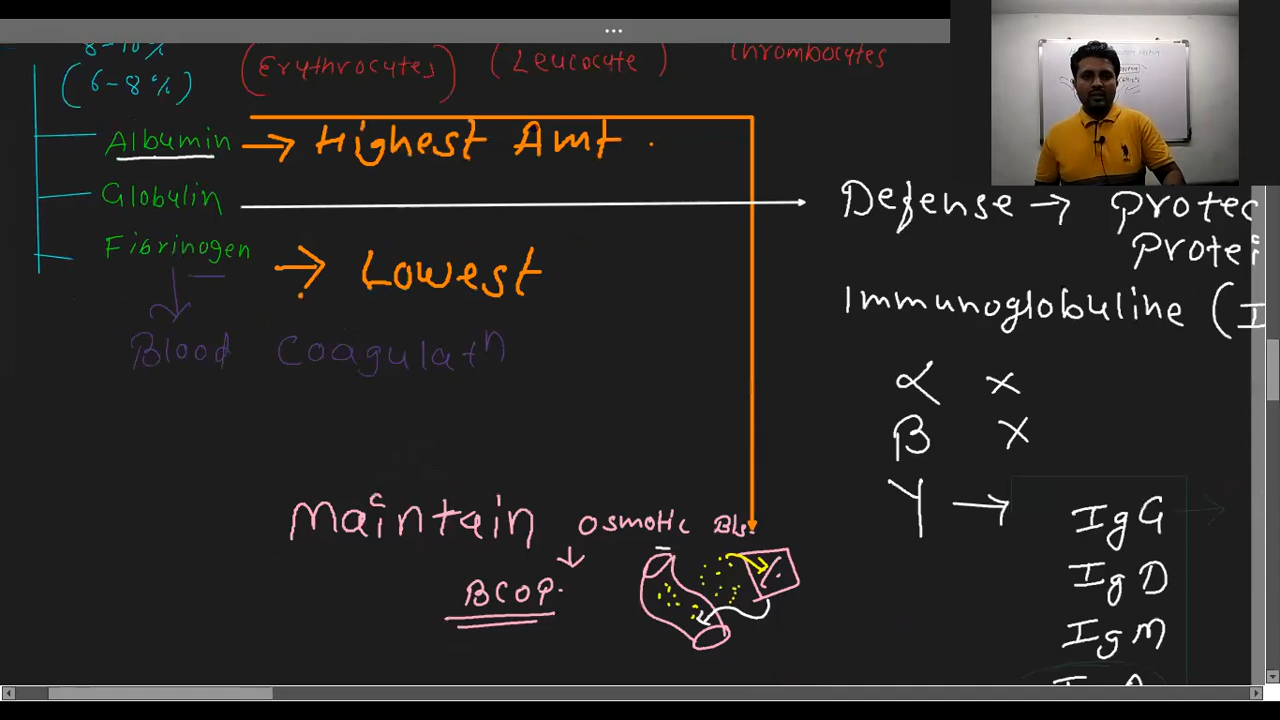 (6-8%)
(Erythrocytes) (Leucocyte) Thrombocytes
Albumin → Highest Amt.
Globulin → Defense → Protec
Protei
Fibrinogen → Lowest
Immunoglobuline (I
Blood Coagulatn
α x
β x
γ → IgG
Maintain osmotic Bls.
BCOP.
IgD
IgM